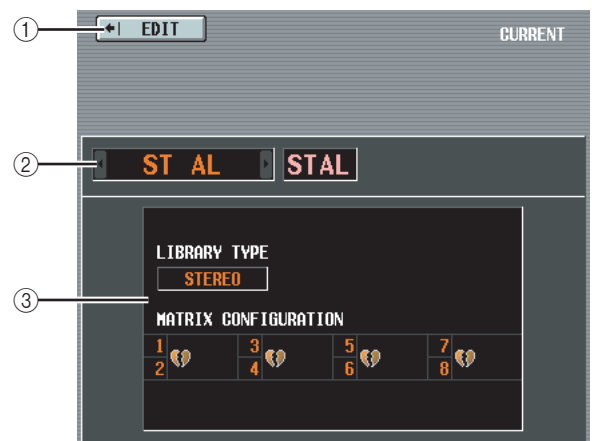 ① EDIT CURRENT
② ST AL STAL
LIBRARY TYPE
STEREO
③
MATRIX CONFIGURATION
1 3 5 7
2 4 6 8